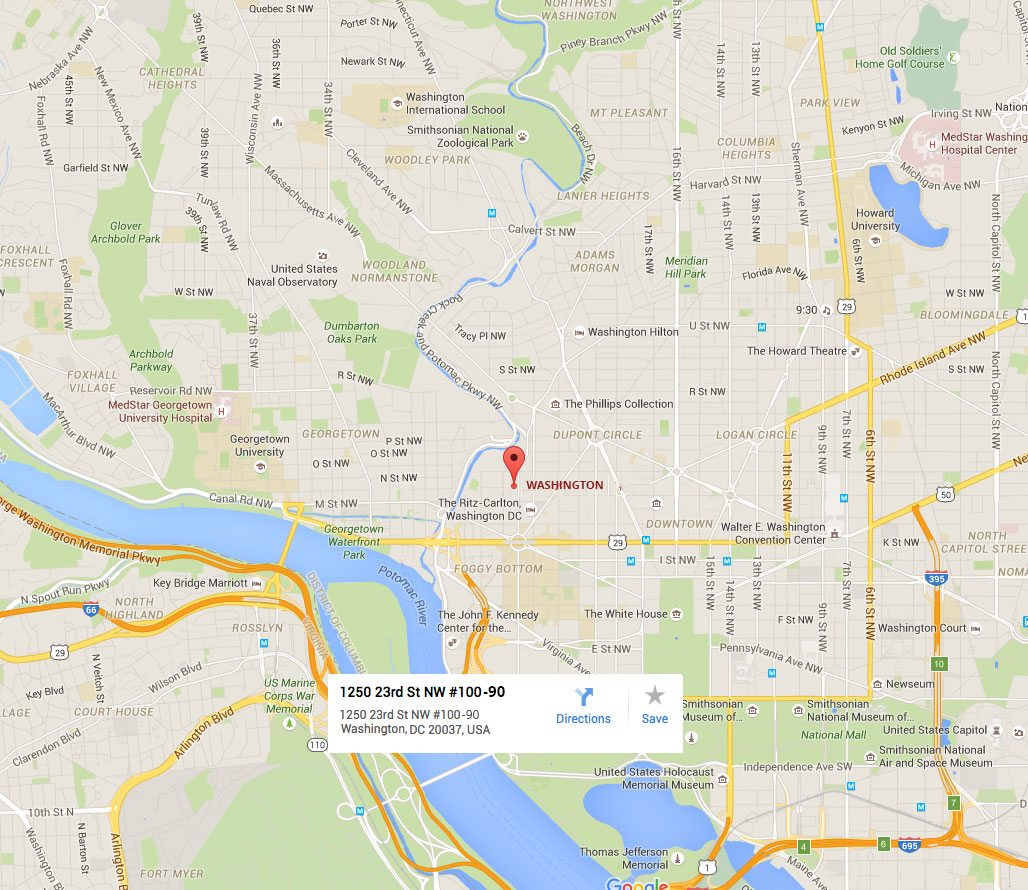 Quebec St NW
Porter St NW
Connecticut Ave NW
NORTHWEST
WASHINGTON
Piney Branch Pkwy NW
39th St NW
36th St NW
Newark St NW
Nebraska Ave NW
45th St NW
New Mexico Ave NW
CATHEDRAL
HEIGHTS
34th St NW
16th St NW
14th St NW
13th St NW
Old Soldiers'
Home Golf Course
Foxhall Rd NW
Wisconsin Ave NW
Washington
International School
Smithsonian National
Zoological Park
MT PLEASANT
PARK VIEW
Irving St NW
Kenyon St NW
MedStar Washing
Hospital Center
39th St NW
Cleveland Ave NW
WOODLEY PARK
Beach Dr NW
16th St NW
COLUMBIA
HEIGHTS
Sherman Ave NW
Garfield St NW
Massachusetts Ave NW
Harvard St NW
Michigan Ave NW
Tunlaw Rd NW
39th St NW
LANIER HEIGHTS
14th St NW
13th St NW
North Capitol St NW
Howard
University
Glover
Archbold Park
Calvert St NW
17th St NW
6th St NW
FOXHALL
CRESCENT
Foxhall Rd NW
United States
Naval Observatory
WOODLAND
NORMANSTONE
ADAMS
MORGAN
Meridian
Hill Park
Florida Ave NW
W St NW
W St NW
Rock Creek and Potomac Pkwy NW
9:30
29
BLOOMINGDALE
37th St NW
Dumbarton
Oaks Park
Tracy Pl NW
Washington Hilton
U St NW
The Howard Theatre
Rhode Island Ave NW
Archbold
Parkway
FOXHALL
VILLAGE
Reservoir Rd NW
R St NW
S St NW
R St NW
S St NW
North Capitol St NW
MacArthur Blvd NW
MedStar Georgetown
University Hospital
The Phillips Collection
7th St NW
6th St NW
GEORGETOWN
Georgetown
University
P St NW
O St NW
O St NW
DUPONT CIRCLE
LOGAN CIRCLE
11th St NW
9th St NW
N St NW
WASHINGTON
Canal Rd NW
M St NW
The Ritz-Carlton,
Washington DC
50
George Washington Memorial Pkwy
Georgetown
Waterfront
Park
DOWNTOWN
Walter E. Washington
Convention Center
29
K St NW
NORTH
CAPITOL STREET
I St NW
FOGGY BOTTOM
Potomac River
395
N Spout Run Pkwy
Key Bridge Marriott
DISTRICT OF COLUMBIA
VIRGINIA
15th St NW
14th St NW
13th St NW
9th St NW
7th St NW
6th St NW
NOMA
66
NORTH
HIGHLAND
ROSSLYN
The John F. Kennedy
Center for the...
The White House
F St NW
Washington Court
29
Virginia Ave
E St NW
Pennsylvania Ave NW
N Veitch St
Wilson Blvd
Key Blvd
10
COURT HOUSE
US Marine
Corps War
Memorial
1250 23rd St NW #100-90
1250 23rd St NW #100-90
Washington, DC 20037, USA
Directions
Save
Newseum
Smithsonian
Museum of...
Smithsonian
National Museum of...
National Mall
United States Capitol
Clarendon Blvd
Arlington Blvd
110
Smithsonian National
Air and Space Museum
United States Holocaust
Memorial Museum
Independence Ave SW
10th St N
Washington Blvd
N Barton St
Arlington Blvd
7
4
6
695
Thomas Jefferson
Memorial
1
Maine Ave
FORT MYER
Google